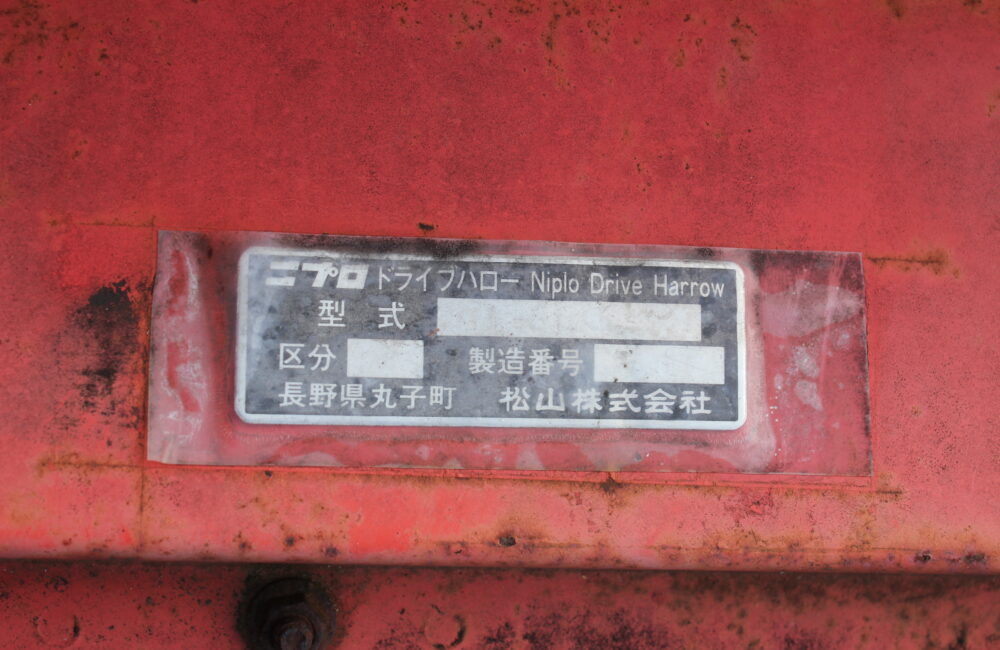 ニプロ ドライブハロー Niplo Drive Harrow
型式
区分 製造番号
長野県丸子町 松山株式会社